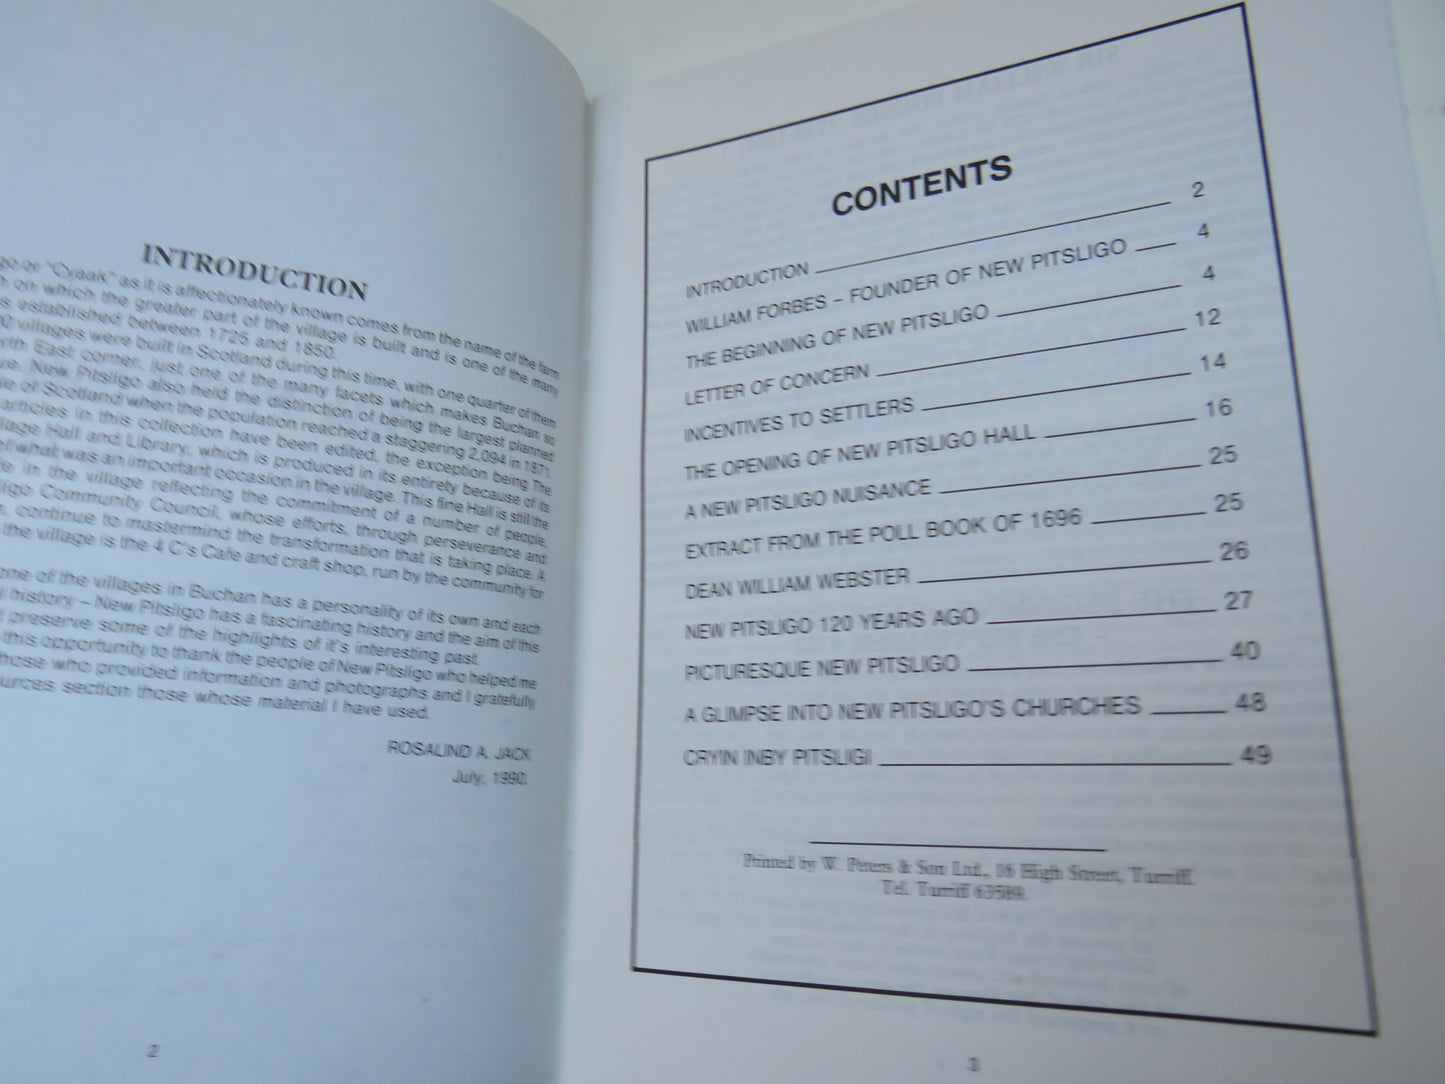 INTRODUCTION
go or "Cyaak" as it is affectionately known comes from the name of the farm
on which the greater part of the village is built and is one of the many
established between 1725 and 1850.
villages were built in Scotland during this time, with one quarter of them
East corner, just one of the many facets which makes Buchan so
New Pitsligo also held the distinction of being the largest planned
of Scotland when the population reached a staggering 2,094 in 1871.
articles in this collection have been edited, the exception being The
Hall and Library, which is produced in its entirety because of its
what was an important occasion in the village. This fine Hall is still the
in the village reflecting the commitment of a number of people,
Community Council, whose efforts, through perseverance and
continue to mastermind the transformation that is taking place. A
the village is the 4 C's Cafe and craft shop, run by the community for
of the villages in Buchan has a personality of its own and each
history – New Pitsligo has a fascinating history and the aim of this
preserve some of the highlights of it's interesting past.
this opportunity to thank the people of New Pitsligo who helped me
those who provided information and photographs and I gratefully
section those whose material I have used.
ROSALIND A. JACK
July, 1990.
2
CONTENTS
INTRODUCTION 2
WILLIAM FORBES – FOUNDER OF NEW PITSLIGO 4
THE BEGINNING OF NEW PITSLIGO 4
LETTER OF CONCERN 12
INCENTIVES TO SETTLERS 14
THE OPENING OF NEW PITSLIGO HALL 16
A NEW PITSLIGO NUISANCE 25
EXTRACT FROM THE POLL BOOK OF 1696 25
DEAN WILLIAM WEBSTER 26
NEW PITSLIGO 120 YEARS AGO 27
PICTURESQUE NEW PITSLIGO 40
A GLIMPSE INTO NEW PITSLIGO'S CHURCHES 48
CRYIN INBY PITSLIGI 49
Printed by W. Peters & Son Ltd., 16 High Street, Turriff.
Tel. Turriff 63589.
3